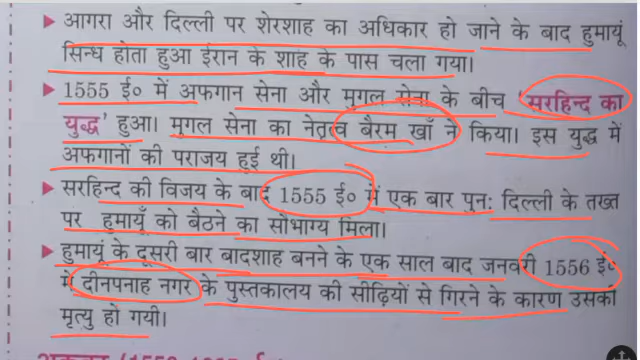 ▶ आगरा और दिल्ली पर शेरशाह का अधिकार हो जाने के बाद हुमायूं
सिन्ध होता हुआ ईरान के शाह के पास चला गया।
▶ 1555 ई० में अफगान सेना और मुगल सेना के बीच 'सरहिन्द का
युद्ध' हुआ। मुगल सेना का नेतृत्व बैरम खाँ ने किया। इस युद्ध में
अफगानों की पराजय हुई थी।
▶ सरहिन्द की विजय के बाद 1555 ई० में एक बार पुन: दिल्ली के तख्त
पर हुमायूँ को बैठने का सौभाग्य मिला।
▶ हुमायूं के दूसरी बार बादशाह बनने के एक साल बाद जनवरी 1556 ई०
में दीनपनाह नगर के पुस्तकालय की सीढ़ियों से गिरने के कारण उसकी
मृत्यु हो गयी।